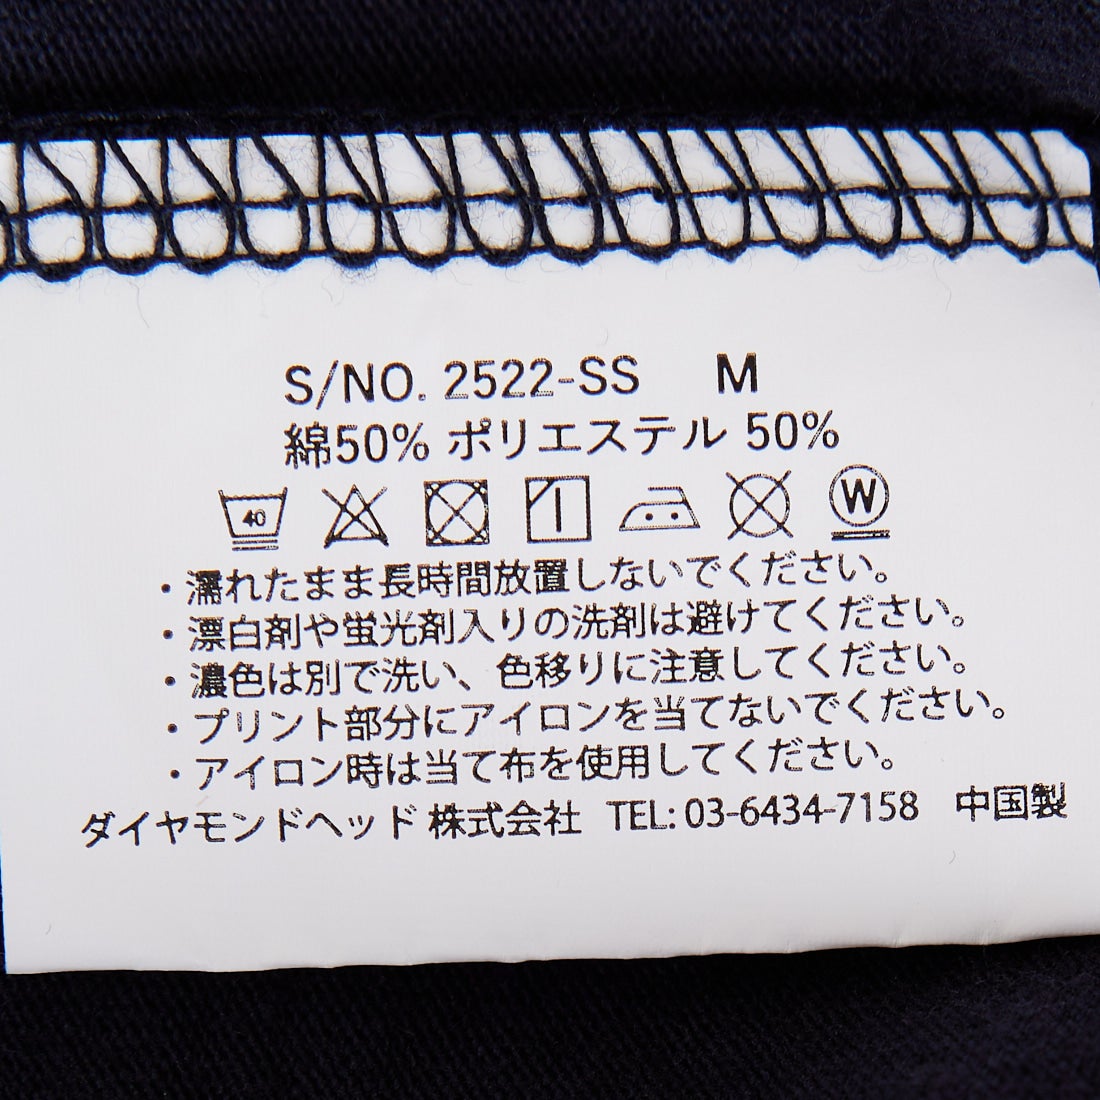 S/NO. 2522-SS M
綿50% ポリエステル 50%
40 W
・濡れたまま長時間放置しないでください。
・漂白剤や蛍光剤入りの洗剤は避けてください。
・濃色は別で洗い、色移りに注意してください。
・プリント部分にアイロンを当てないでください。
・アイロン時は当て布を使用してください。
ダイヤモンドヘッド 株式会社 TEL: 03-6434-7158 中国製